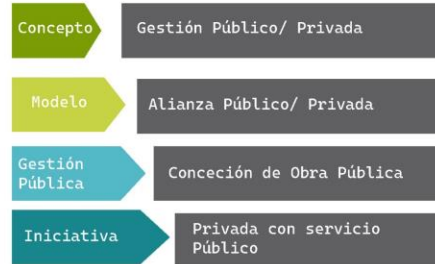 Concepto
Gestión Público/ Privada
Modelo
Alianza Público/ Privada
Gestión
Pública
Conceción de Obra Pública
Iniciativa
Privada con servicio
Público